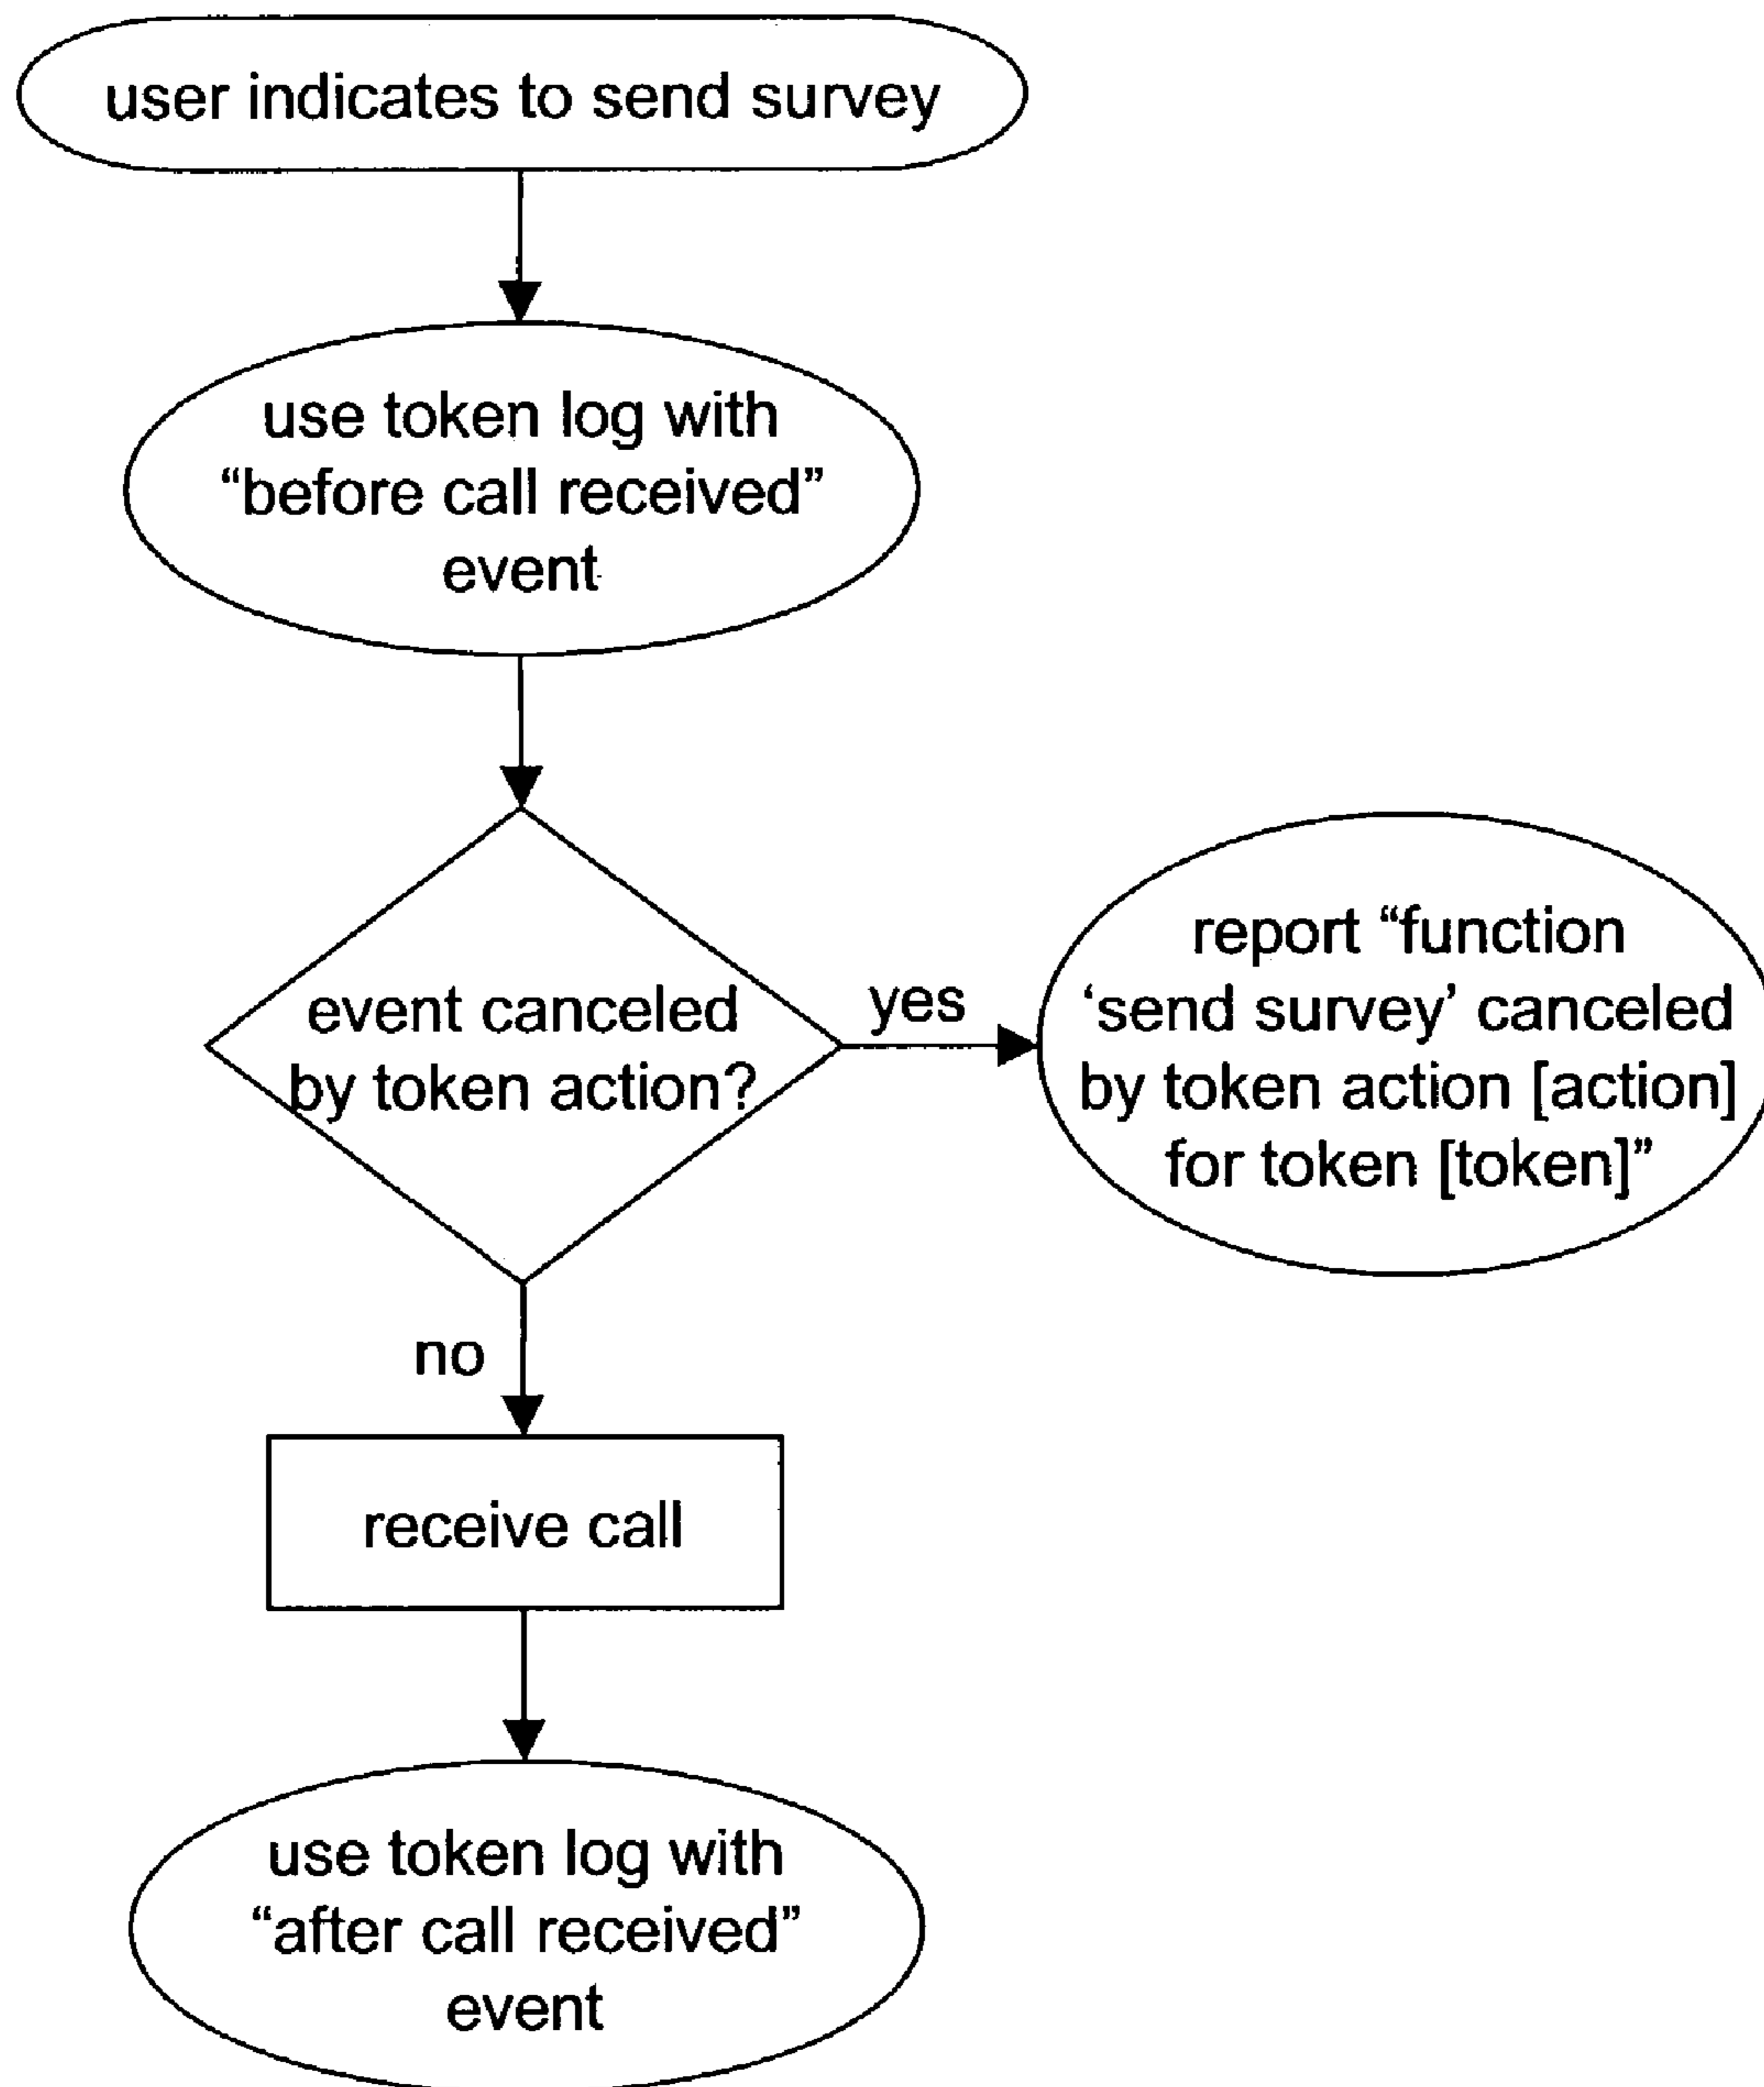 user indicates to send survey
use token log with
“before call received”
event
event canceled
by token action?
yes
report “function
‘send survey’ canceled
by token action [action]
for token [token]”
no
receive call
use token log with
“after call received”
event